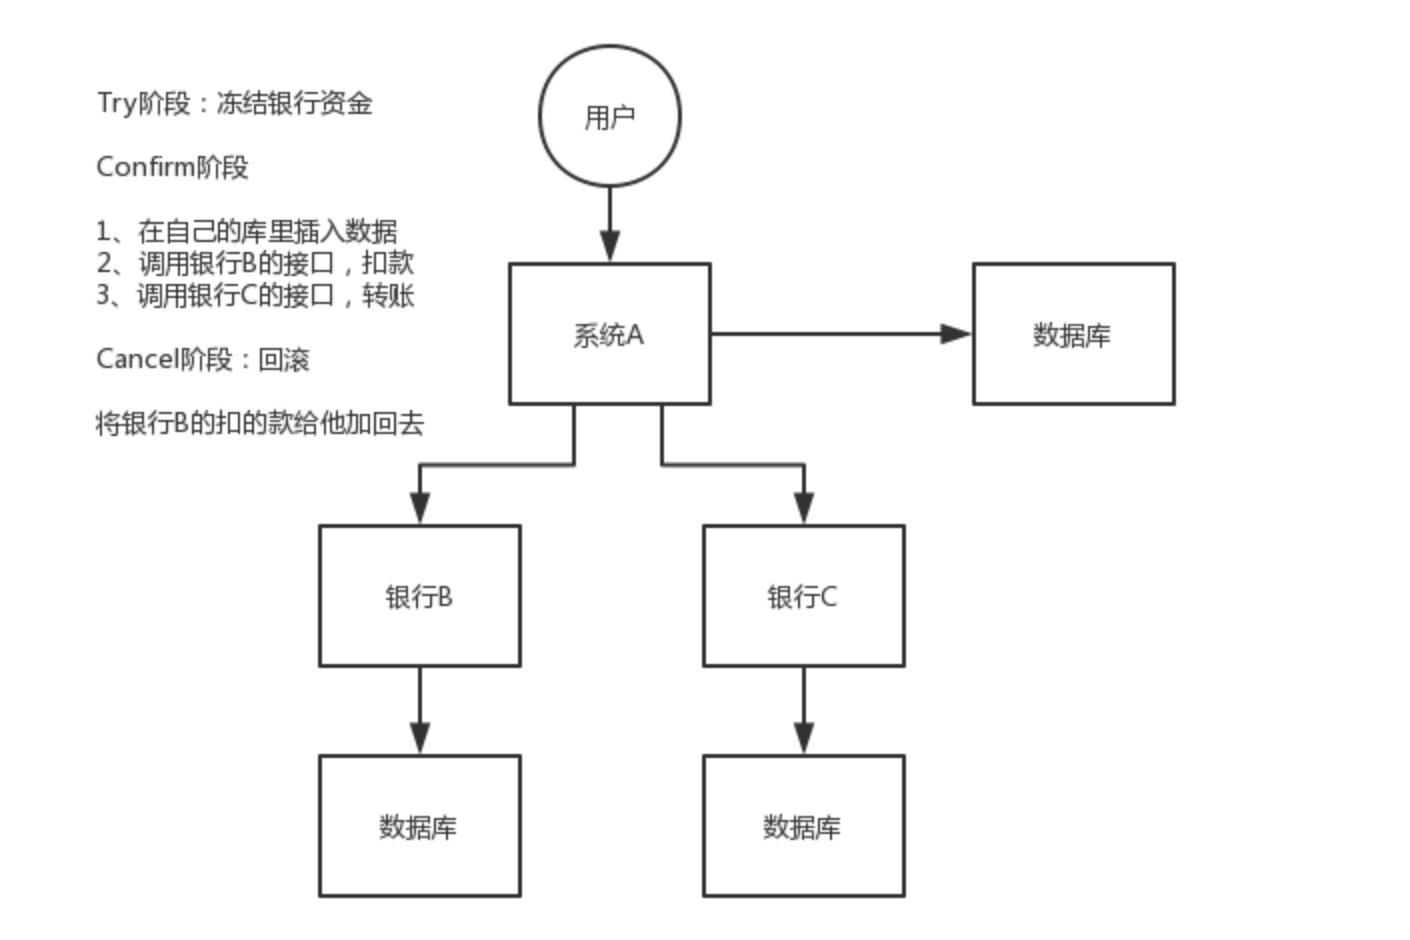 Try阶段：冻结银行资金
Confirm阶段
1、在自己的库里插入数据
2、调用银行B的接口，扣款
3、调用银行C的接口，转账
Cancel阶段：回滚
将银行B的扣的款给他加回去
用户
系统A
数据库
银行B
银行C
数据库
数据库